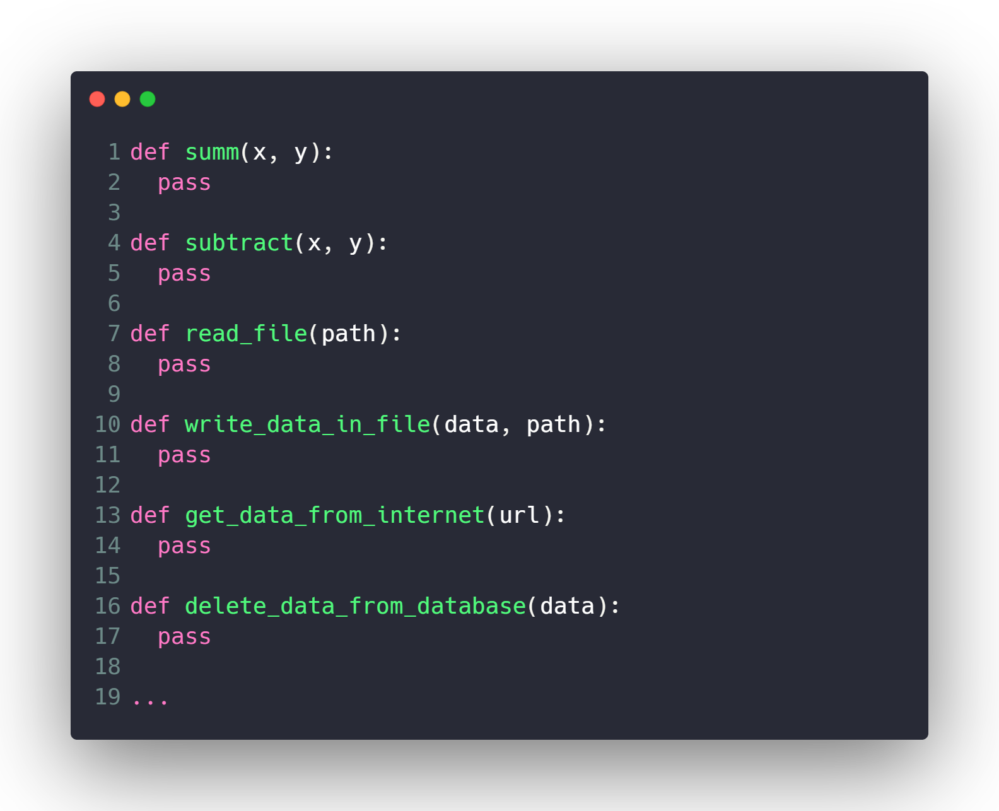 1 def summ(x, y):
2   pass
3
4 def subtract(x, y):
5   pass
6
7 def read_file(path):
8   pass
9
10 def write_data_in_file(data, path):
11   pass
12
13 def get_data_from_internet(url):
14   pass
15
16 def delete_data_from_database(data):
17   pass
18
19 ...